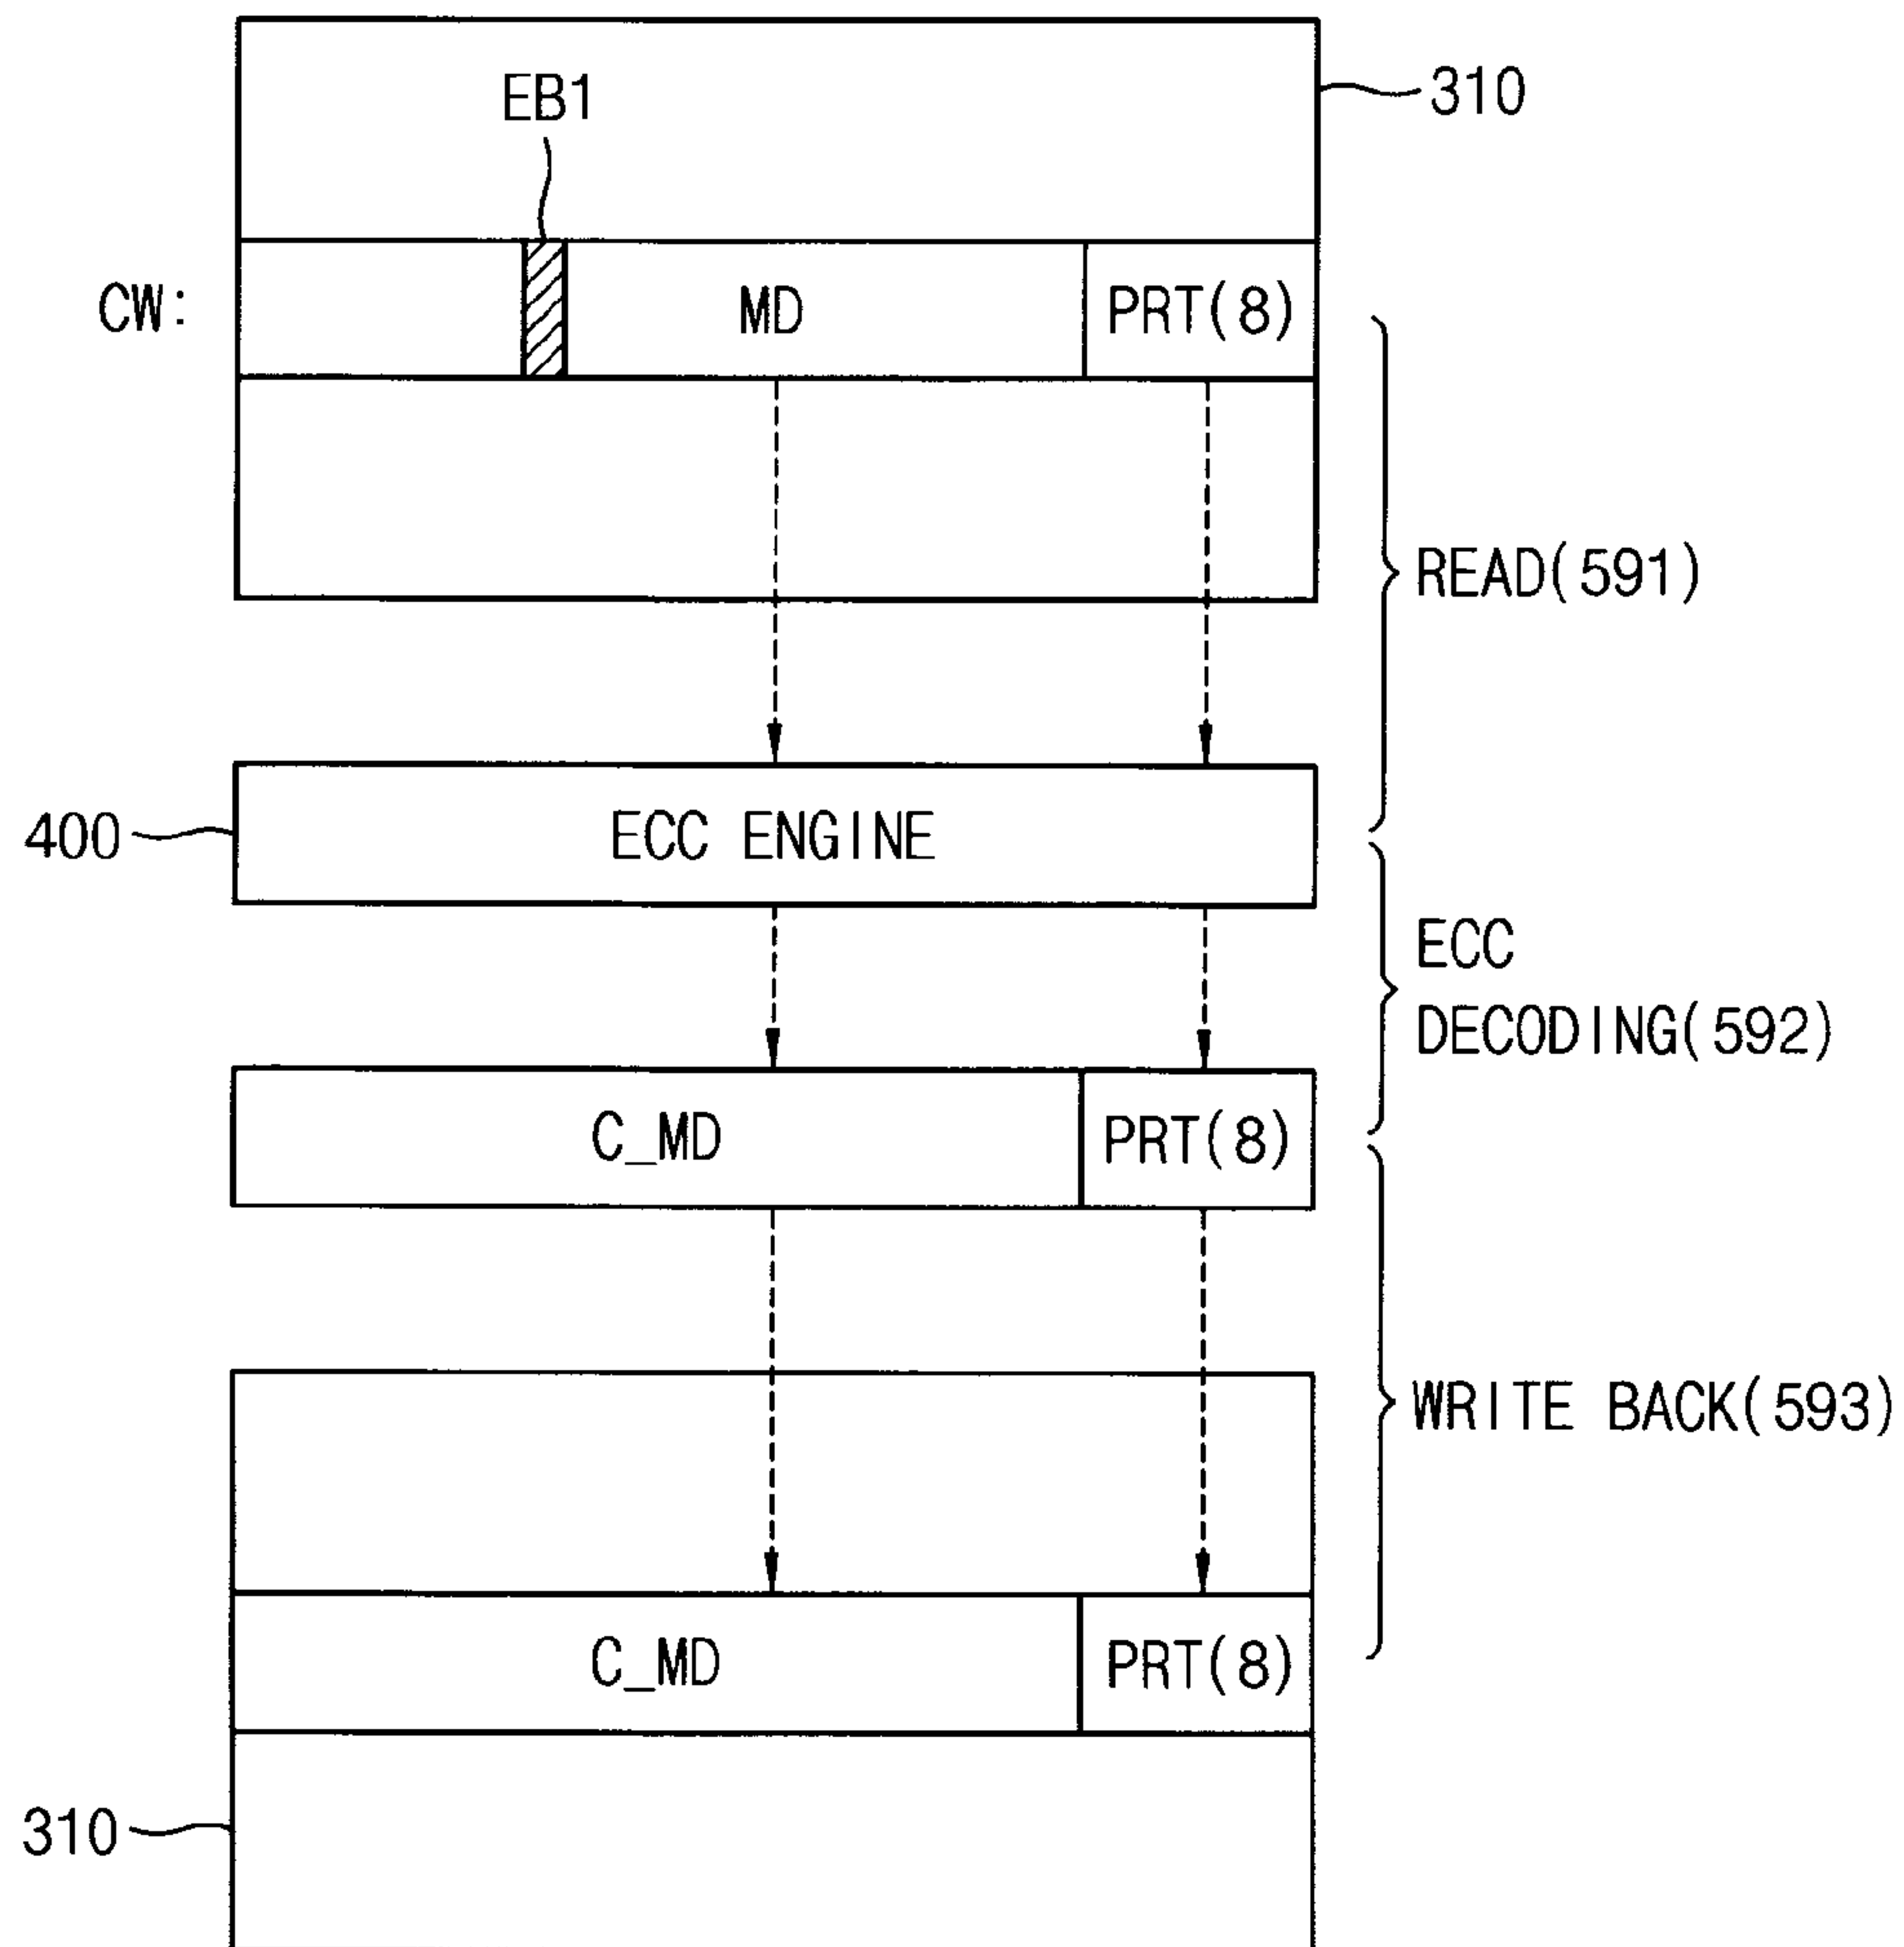 EB1
310
CW:
MD
PRT(8)
READ(591)
400
ECC ENGINE
ECC
DECODING(592)
C_MD
PRT(8)
WRITE BACK(593)
C_MD
PRT(8)
310